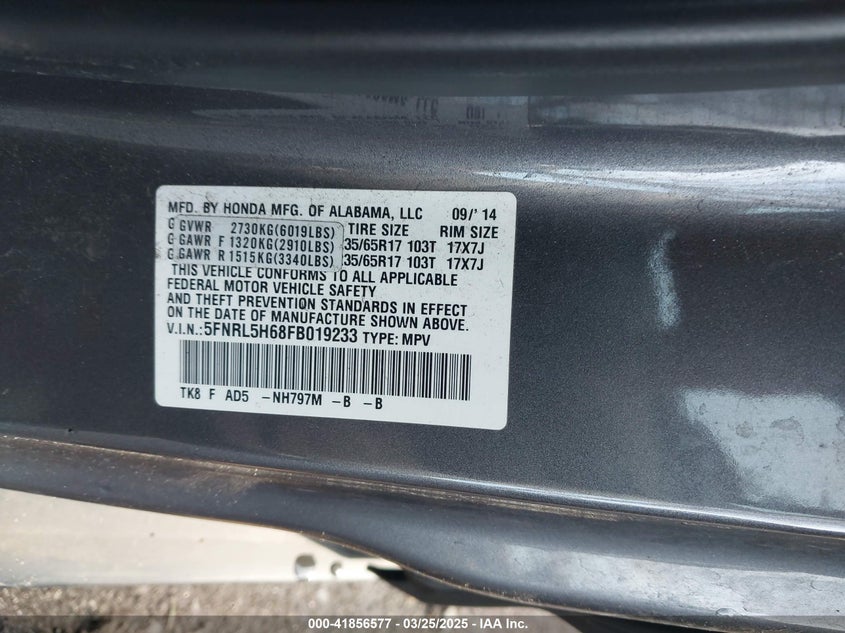 MFD. BY HONDA MFG. OF ALABAMA, LLC 09/' 14
G GVWR 2730KG(6019LBS) TIRE SIZE RIM SIZE
G GAWR F 1320KG(2910LBS) 35/65R17 103T 17X7J
G GAWR R 1515KG(3340LBS) 35/65R17 103T 17X7J
THIS VEHICLE CONFORMS TO ALL APPLICABLE
FEDERAL MOTOR VEHICLE SAFETY
AND THEFT PREVENTION STANDARDS IN EFFECT
ON THE DATE OF MANUFACTURE SHOWN ABOVE.
V.I.N.:5FNRL5H68FB019233 TYPE: MPV
TK8 F AD5 -NH797M -B -B
000-41856577 - 03/25/2025 - IAA Inc.